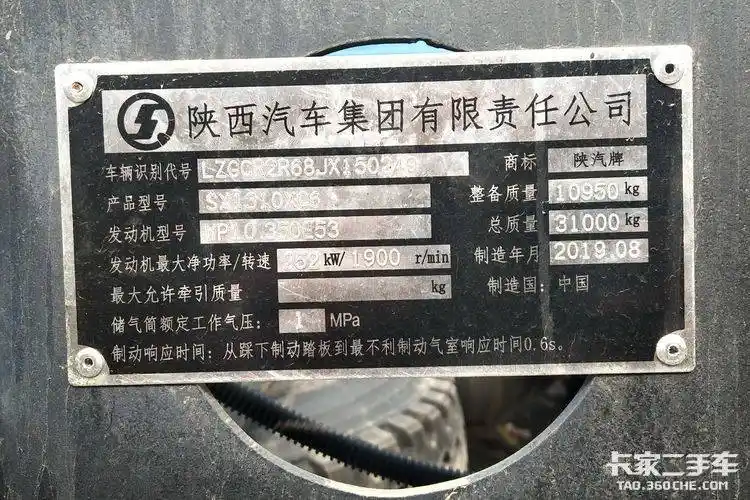 陕西汽车集团有限责任公司
车辆识别代号
商标 陕汽牌
产品型号
整备质量 10950 kg
发动机型号 WP10.350E53
总质量 31000 kg
发动机最大净功率/转速 252 kW/ 1900 r/min
制造年月 2019.08
最大允许牵引质量 kg
制造国：中国
储气筒额定工作气压： 1 MPa
制动响应时间：从踩下制动踏板到最不利制动气室响应时间0.6s。
卡家二手车
TAO.360CHE.COM